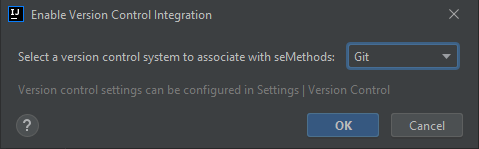 IJ
Enable Version Control Integration
Select a version control system to associate with seMethods: Git
Version control settings can be configured in Settings | Version Control
? OK Cancel